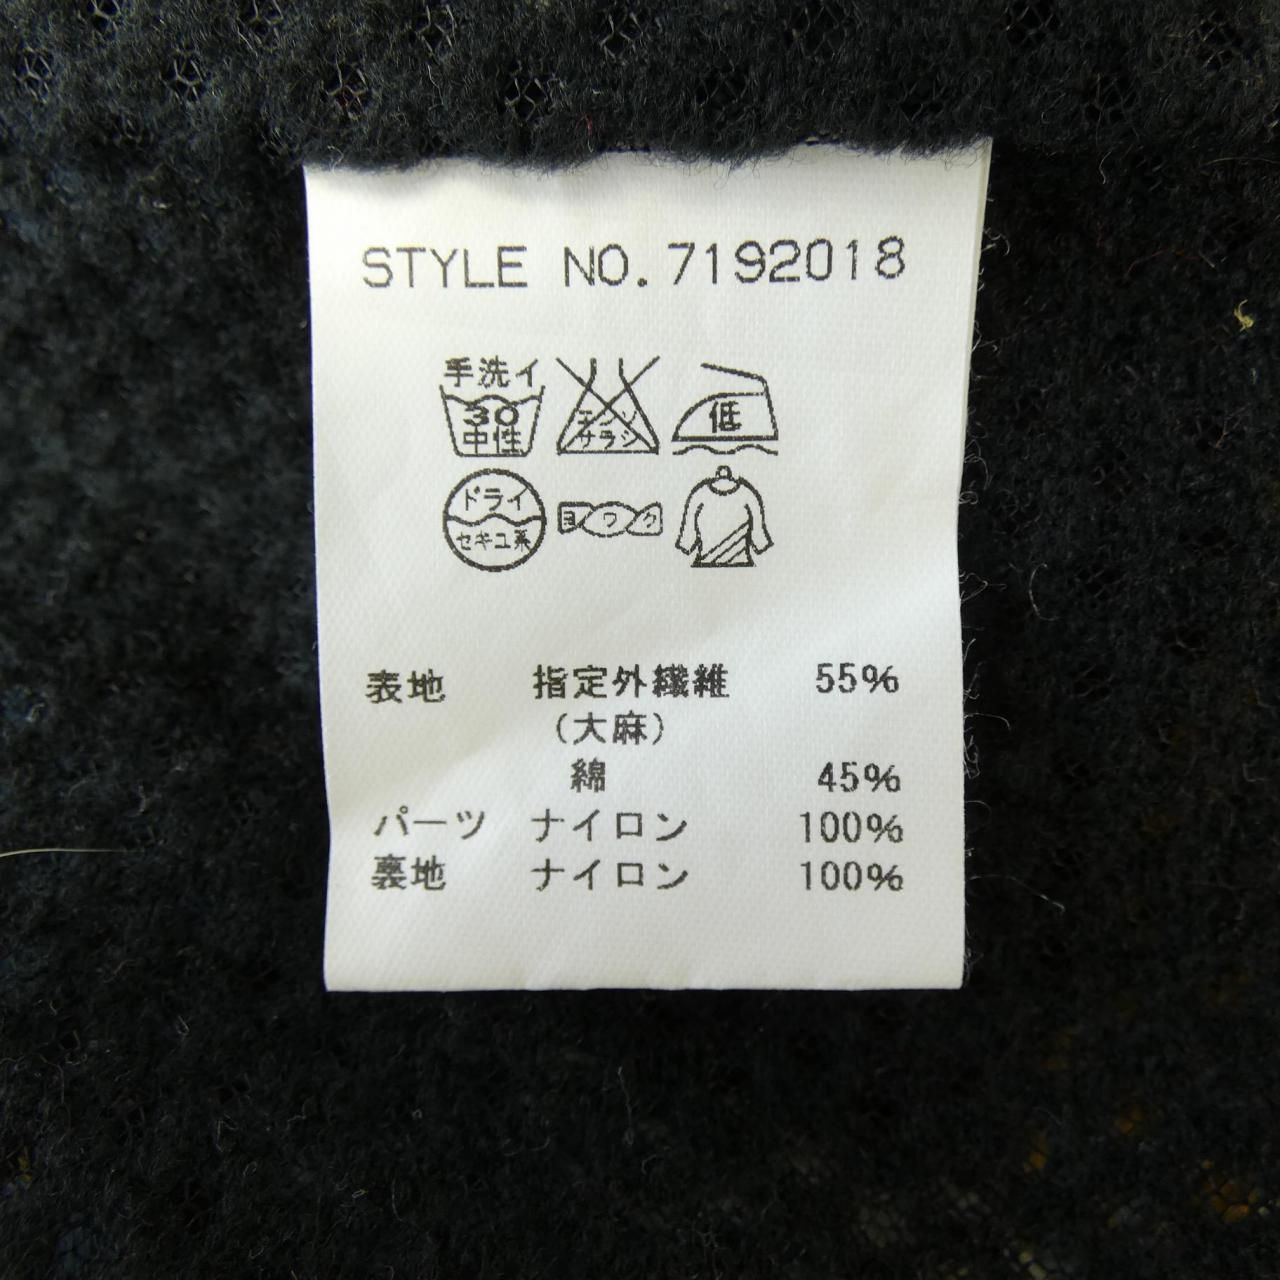 STYLE NO. 7192018
手洗イ
30
中性
エンソ
サラシ
低
ドライ
セキユ系
ヨワク
表地 指定外繊維 55%
(大麻)
綿 45%
パーツ ナイロン 100%
裏地 ナイロン 100%